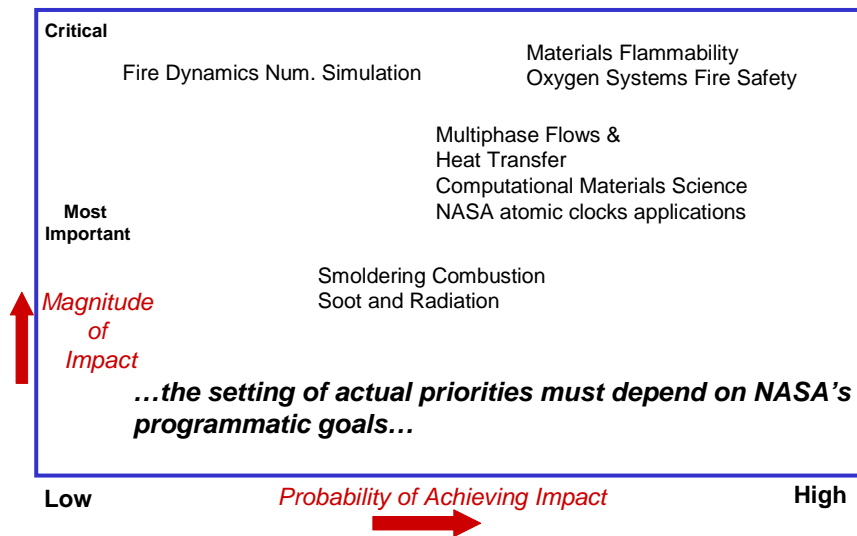 Critical
Materials Flammability
Fire Dynamics Num. Simulation
Oxygen Systems Fire Safety
Multiphase Flows &
Heat Transfer
Computational Materials Science
NASA atomic clocks applications
Most
Important
Smoldering Combustion
Soot and Radiation
Magnitude
of
Impact
…the setting of actual priorities must depend on NASA’s
programmatic goals…
Low
Probability of Achieving Impact
High